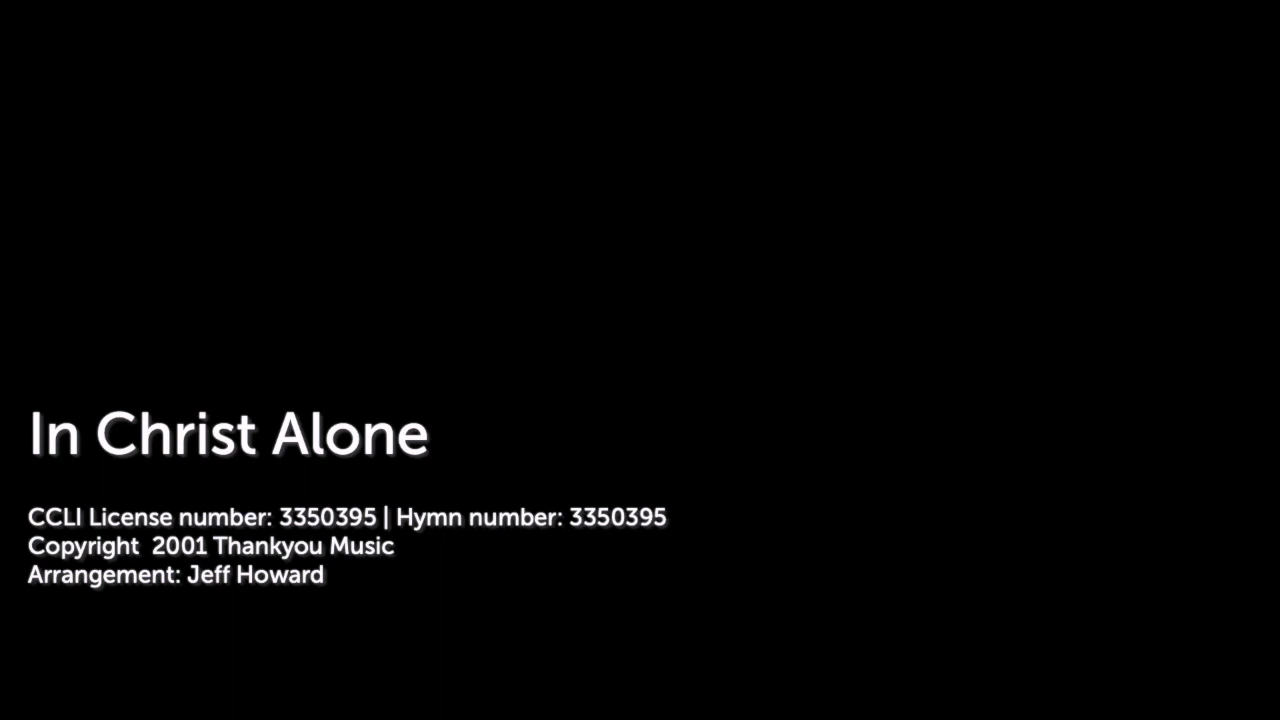 In Christ Alone
CCLI License number: 3350395 | Hymn number: 3350395
Copyright  2001 Thankyou Music
Arrangement: Jeff Howard